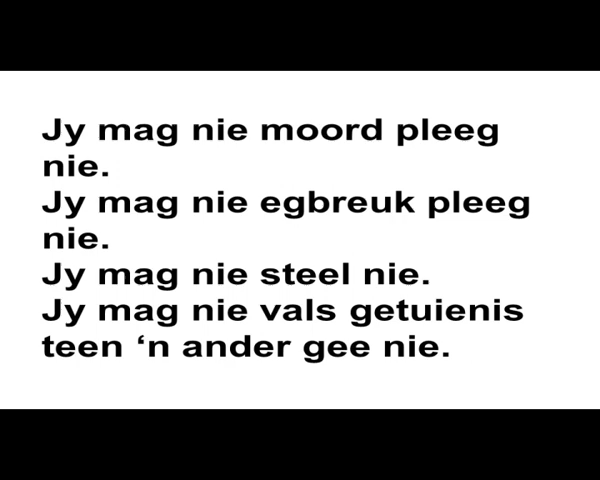 Jy mag nie moord pleeg
nie.
Jy mag nie egbreuk pleeg
nie.
Jy mag nie steel nie.
Jy mag nie vals getuienis
teen ‘n ander gee nie.